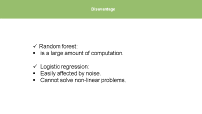 Disadvantage
✓ Random forest:
▪ is a large amount of computation.
✓ Logistic regression:
▪ Easily affected by noise.
▪ Cannot solve non-linear problems.